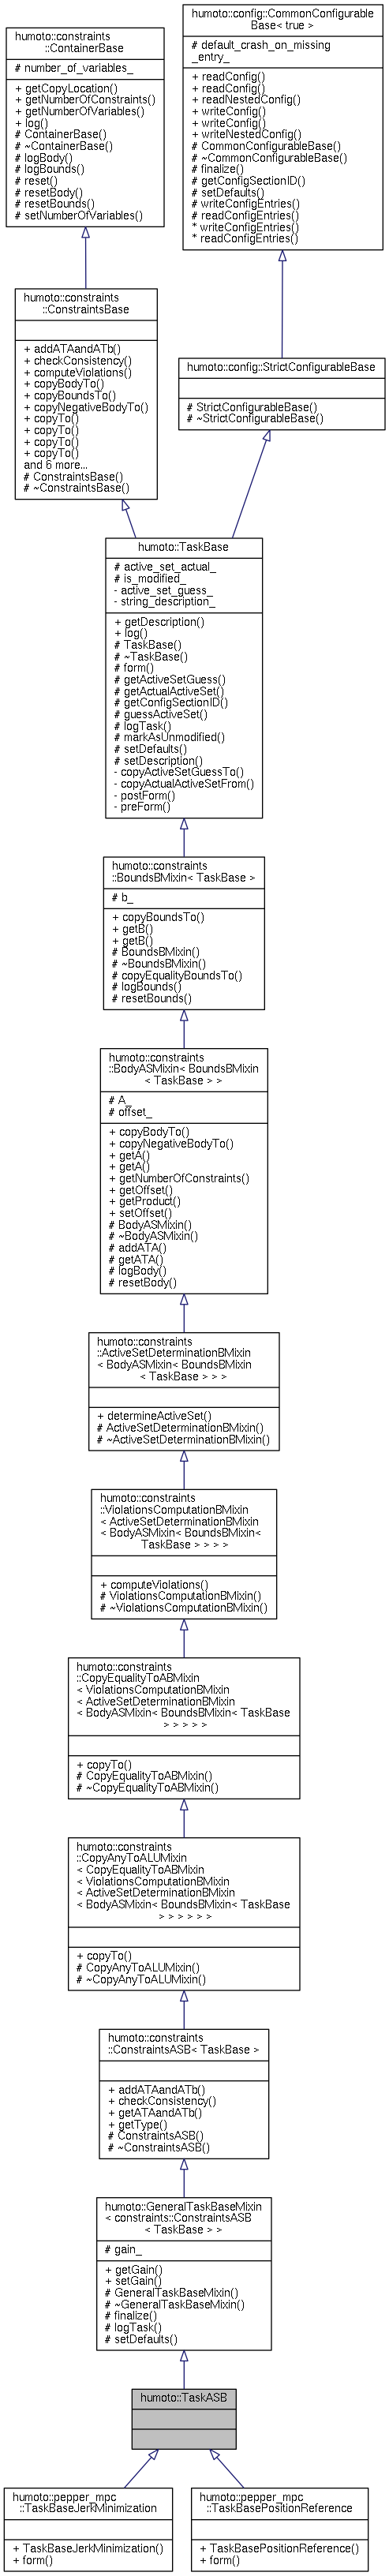 humoto::constraints
::ContainerBase
# number_of_variables_
+ getCopyLocation()
+ getNumberOfConstraints()
+ getNumberOfVariables()
+ log()
# ContainerBase()
# ~ContainerBase()
# logBody()
# logBounds()
# reset()
# resetBody()
# resetBounds()
# setNumberOfVariables()
humoto::config::CommonConfigurable
Base< true >
# default_crash_on_missing
_entry_
+ readConfig()
+ readConfig()
+ readNestedConfig()
+ writeConfig()
+ writeConfig()
+ writeNestedConfig()
# CommonConfigurableBase()
# ~CommonConfigurableBase()
# finalize()
# getConfigSectionID()
# setDefaults()
# writeConfigEntries()
# readConfigEntries()
* writeConfigEntries()
* readConfigEntries()
humoto::constraints
::ConstraintsBase
+ addATAandATb()
+ checkConsistency()
+ computeViolations()
+ copyBodyTo()
+ copyBoundsTo()
+ copyNegativeBodyTo()
+ copyTo()
+ copyTo()
+ copyTo()
+ copyTo()
and 6 more...
# ConstraintsBase()
# ~ConstraintsBase()
humoto::config::StrictConfigurableBase
# StrictConfigurableBase()
# ~StrictConfigurableBase()
humoto::TaskBase
# active_set_actual_
# is_modified_
- active_set_guess_
- string_description_
+ getDescription()
+ log()
# TaskBase()
# ~TaskBase()
# form()
# getActiveSetGuess()
# getActualActiveSet()
# getConfigSectionID()
# guessActiveSet()
# logTask()
# markAsUnmodified()
# setDefaults()
# setDescription()
- copyActiveSetGuessTo()
- copyActualActiveSetFrom()
- postForm()
- preForm()
humoto::constraints
::BoundsBMixin< TaskBase >
# b_
+ copyBoundsTo()
+ getB()
+ getB()
# BoundsBMixin()
# ~BoundsBMixin()
# copyEqualityBoundsTo()
# logBounds()
# resetBounds()
humoto::constraints
::BodyASMixin< BoundsBMixin
< TaskBase > >
# A_
# offset_
+ copyBodyTo()
+ copyNegativeBodyTo()
+ getA()
+ getA()
+ getNumberOfConstraints()
+ getOffset()
+ getProduct()
+ setOffset()
# BodyASMixin()
# ~BodyASMixin()
# addATA()
# getATA()
# logBody()
# resetBody()
humoto::constraints
::ActiveSetDeterminationBMixin
< BodyASMixin< BoundsBMixin
< TaskBase > > >
+ determineActiveSet()
# ActiveSetDeterminationBMixin()
# ~ActiveSetDeterminationBMixin()
humoto::constraints
::ViolationsComputationBMixin
< ActiveSetDeterminationBMixin
< BodyASMixin< BoundsBMixin<
TaskBase > > > >
+ computeViolations()
# ViolationsComputationBMixin()
# ~ViolationsComputationBMixin()
humoto::constraints
::CopyEqualityToABMixin
< ViolationsComputationBMixin
< ActiveSetDeterminationBMixin
< BodyASMixin< BoundsBMixin< TaskBase
> > > > >
+ copyTo()
# CopyEqualityToABMixin()
# ~CopyEqualityToABMixin()
humoto::constraints
::CopyAnyToALUMixin
< CopyEqualityToABMixin
< ViolationsComputationBMixin
< ActiveSetDeterminationBMixin
< BodyASMixin< BoundsBMixin< TaskBase
> > > > > >
+ copyTo()
# CopyAnyToALUMixin()
# ~CopyAnyToALUMixin()
humoto::constraints
::ConstraintsASB< TaskBase >
+ addATAandATb()
+ checkConsistency()
+ getATAandATb()
+ getType()
# ConstraintsASB()
# ~ConstraintsASB()
humoto::GeneralTaskBaseMixin
< constraints::ConstraintsASB
< TaskBase > >
# gain_
+ getGain()
+ setGain()
# GeneralTaskBaseMixin()
# ~GeneralTaskBaseMixin()
# finalize()
# logTask()
# setDefaults()
humoto::TaskASB
humoto::pepper_mpc
::TaskBaseJerkMinimization
+ TaskBaseJerkMinimization()
+ form()
humoto::pepper_mpc
::TaskBasePositionReference
+ TaskBasePositionReference()
+ form()